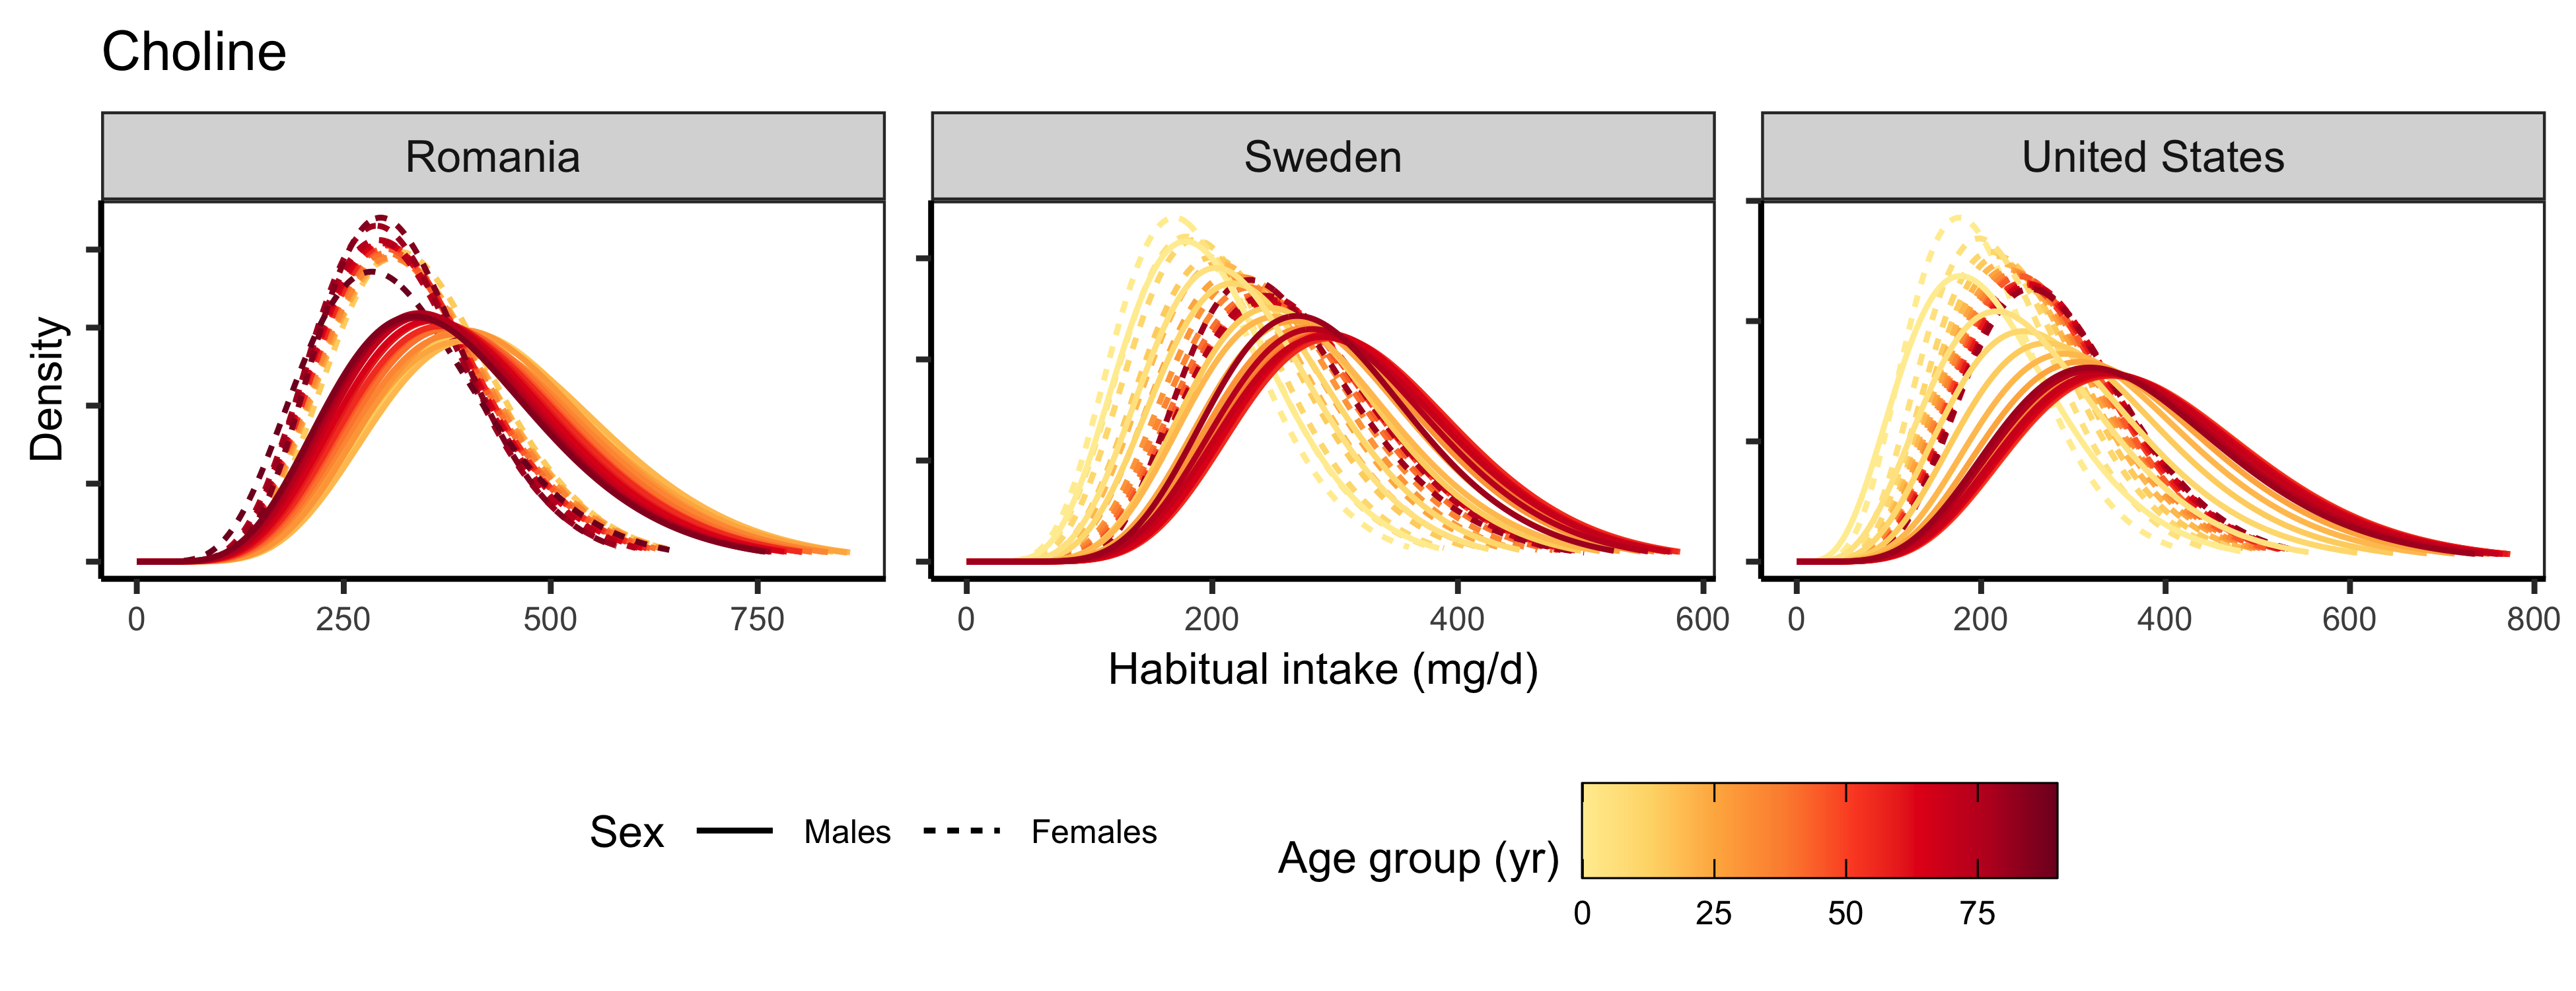 Choline
Romania
Sweden
United States
Density
0 250 500 750
0 200 400 600
0 200 400 600 800
Habitual intake (mg/d)
Sex Males Females
Age group (yr)
0 25 50 75